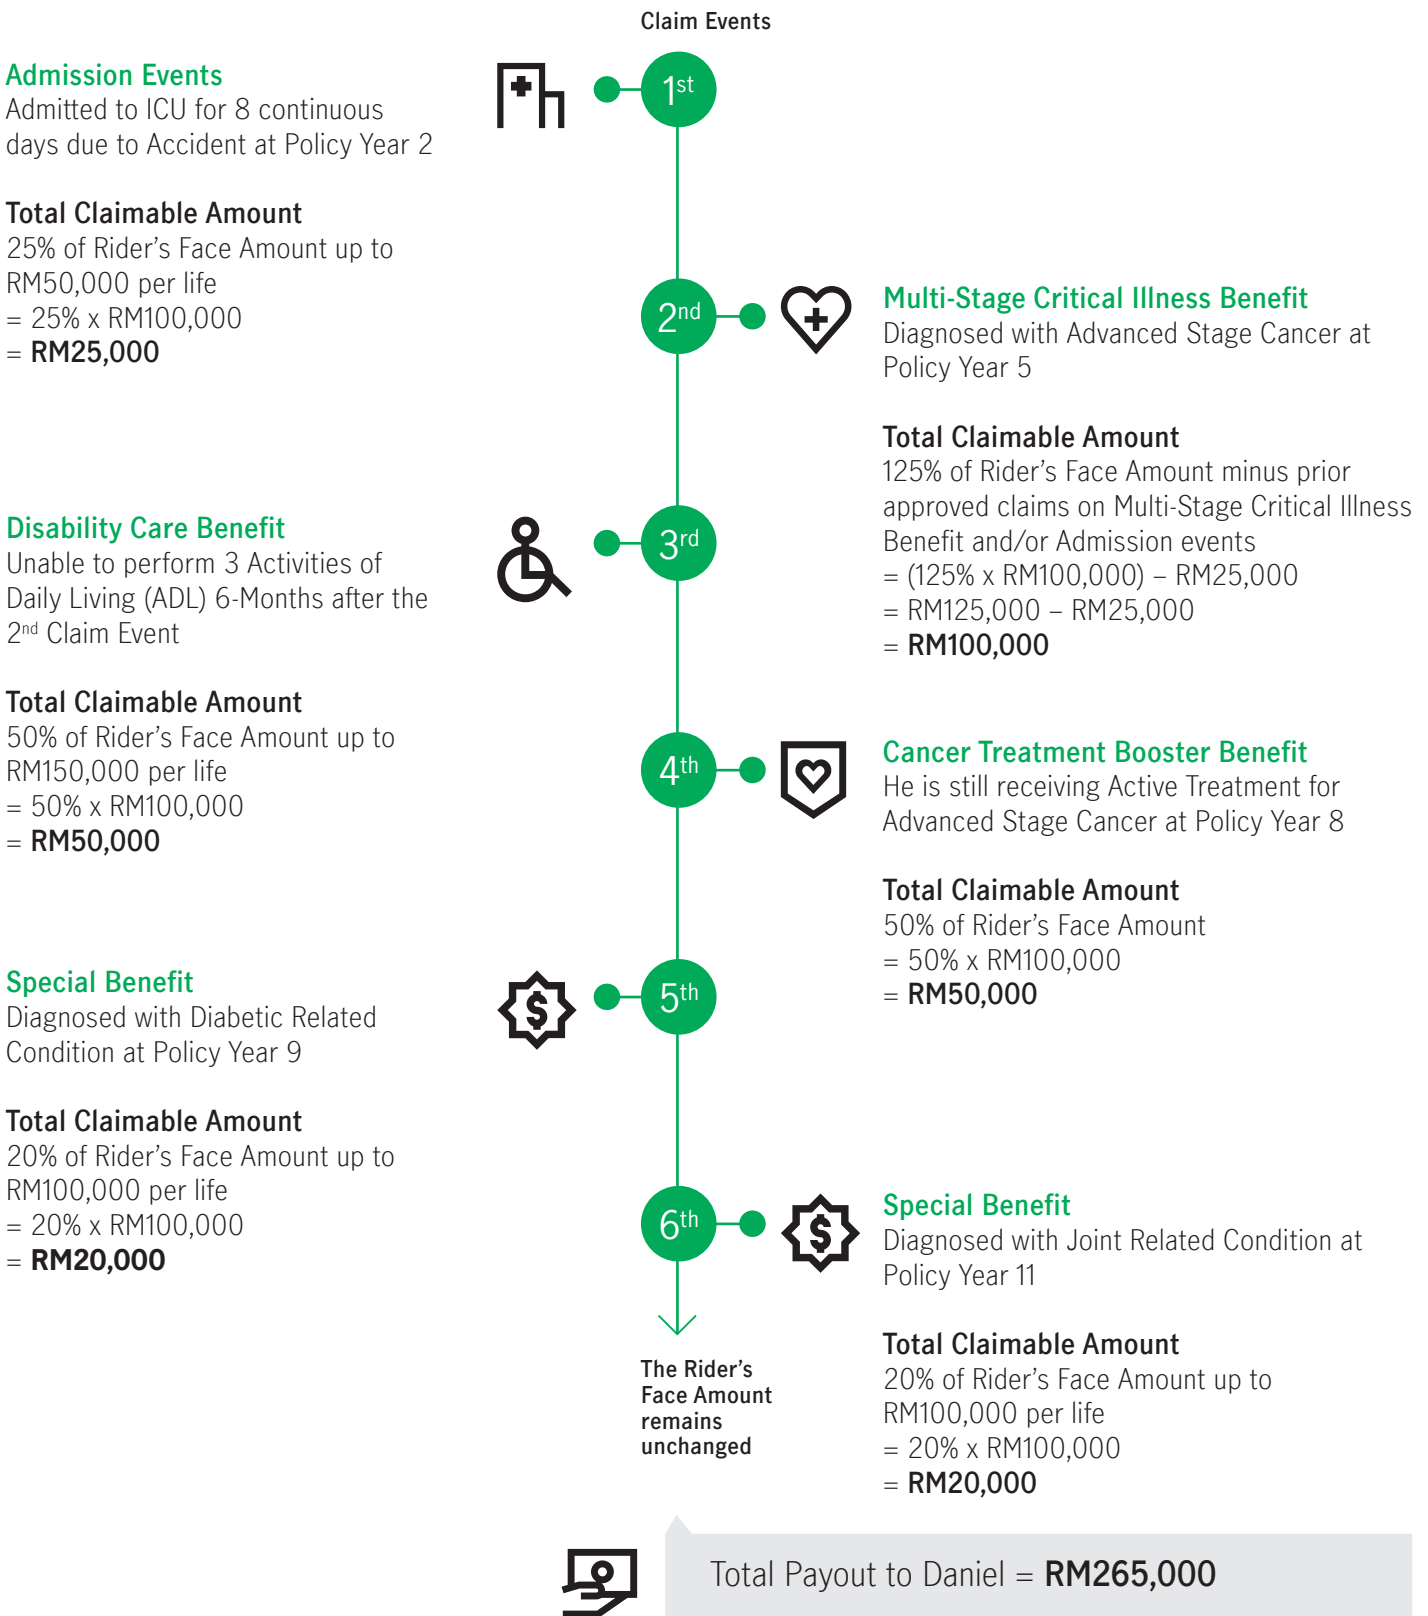 Claim Events
1st
Admission Events
Admitted to ICU for 8 continuous
days due to Accident at Policy Year 2
Total Claimable Amount
25% of Rider’s Face Amount up to
RM50,000 per life
= 25% x RM100,000
= RM25,000
2nd
Multi-Stage Critical Illness Benefit
Diagnosed with Advanced Stage Cancer at
Policy Year 5
Total Claimable Amount
125% of Rider’s Face Amount minus prior
approved claims on Multi-Stage Critical Illness
Benefit and/or Admission events
= (125% x RM100,000) – RM25,000
= RM125,000 – RM25,000
= RM100,000
3rd
Disability Care Benefit
Unable to perform 3 Activities of
Daily Living (ADL) 6-Months after the
2nd Claim Event
Total Claimable Amount
50% of Rider’s Face Amount up to
RM150,000 per life
= 50% x RM100,000
= RM50,000
4th
Cancer Treatment Booster Benefit
He is still receiving Active Treatment for
Advanced Stage Cancer at Policy Year 8
Total Claimable Amount
50% of Rider’s Face Amount
= 50% x RM100,000
= RM50,000
5th
Special Benefit
Diagnosed with Diabetic Related
Condition at Policy Year 9
Total Claimable Amount
20% of Rider’s Face Amount up to
RM100,000 per life
= 20% x RM100,000
= RM20,000
6th
Special Benefit
Diagnosed with Joint Related Condition at
Policy Year 11
Total Claimable Amount
20% of Rider’s Face Amount up to
RM100,000 per life
= 20% x RM100,000
= RM20,000
The Rider’s
Face Amount
remains
unchanged
Total Payout to Daniel = RM265,000